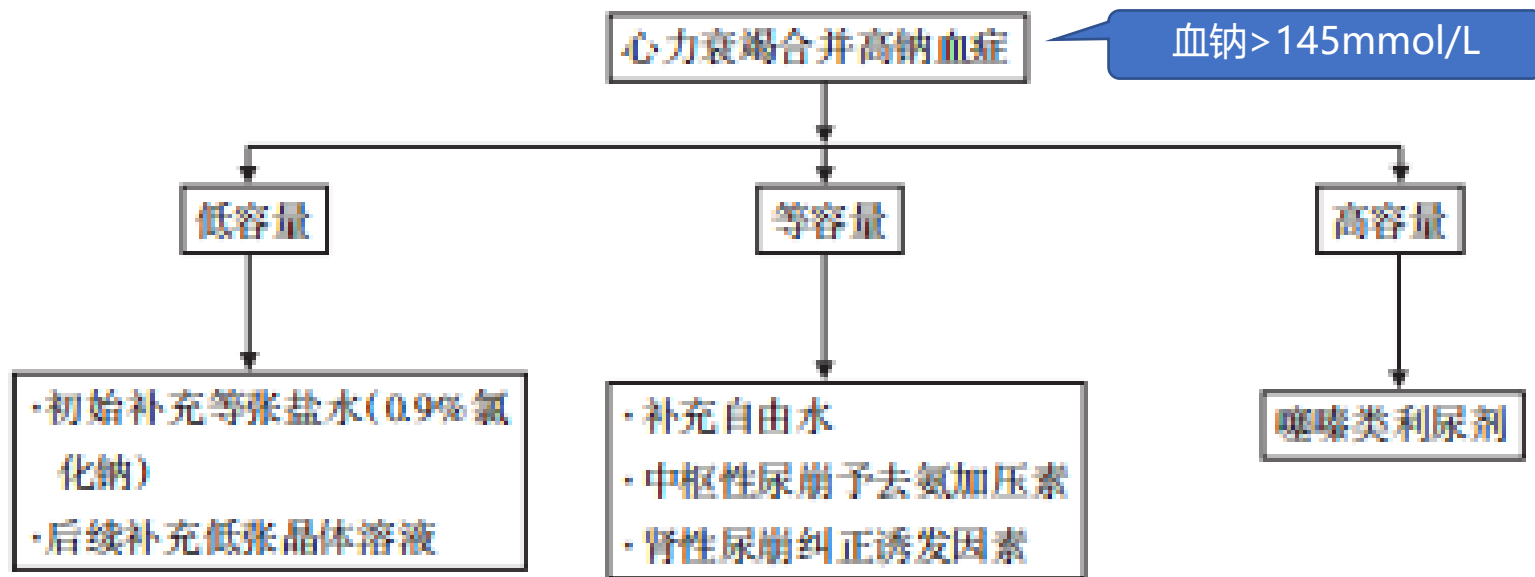 心力衰竭合并高钠血症
血钠>145mmol/L
低容量
等容量
高容量
·初始补充等张盐水(0.9%氯
化钠)
·后续补充低张晶体溶液
·补充自由水
·中枢性尿崩予去氨加压素
·肾性尿崩纠正诱发因素
噻嗪类利尿剂